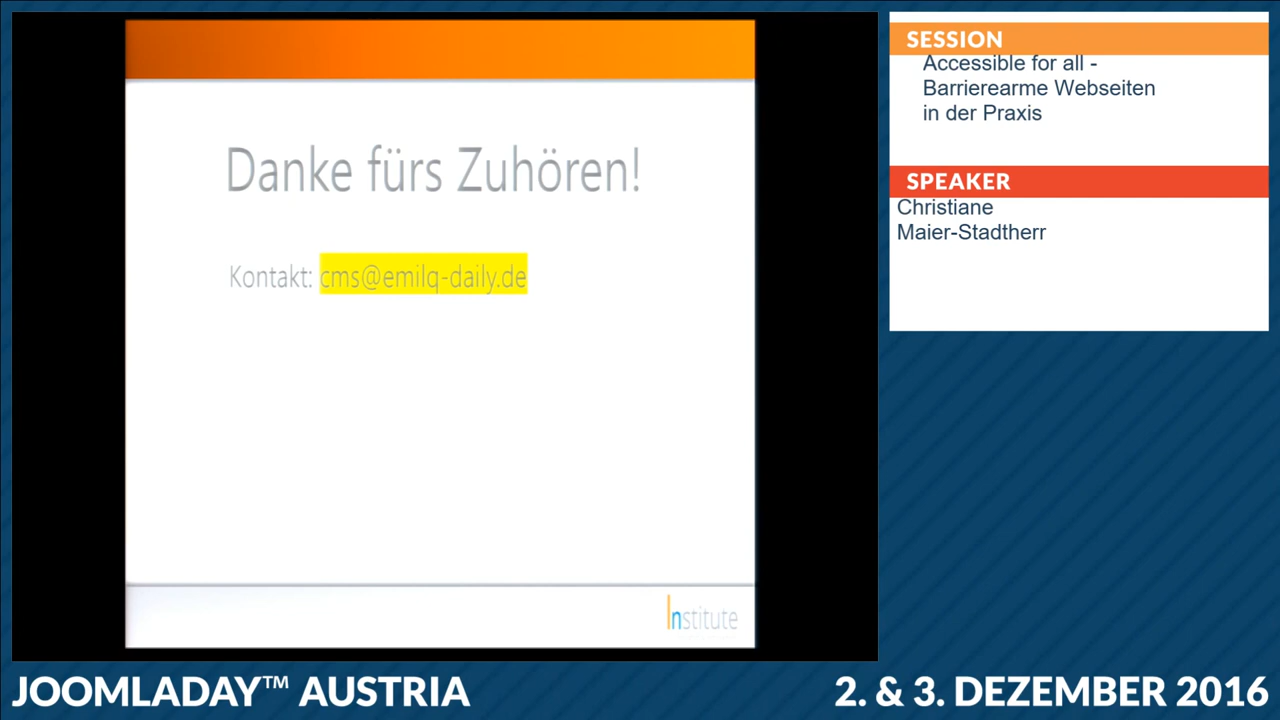 Danke fürs Zuhören!
Kontakt: cms@emilq-daily.de
Institute
SESSION
Accessible for all -
Barrierearme Webseiten
in der Praxis
SPEAKER
Christiane
Maier-Stadtherr
JOOMLADAY™ AUSTRIA
2. & 3. DEZEMBER 2016